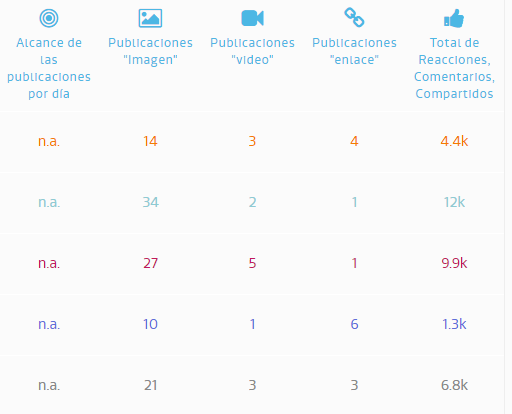 Alcance de las publicaciones por día
Publicaciones "imagen"
Publicaciones "video"
Publicaciones "enlace"
Total de Reacciones, Comentarios, Compartidos
n.a. 14 3 4 4.4k
n.a. 34 2 1 12k
n.a. 27 5 1 9.9k
n.a. 10 1 6 1.3k
n.a. 21 3 3 6.8k